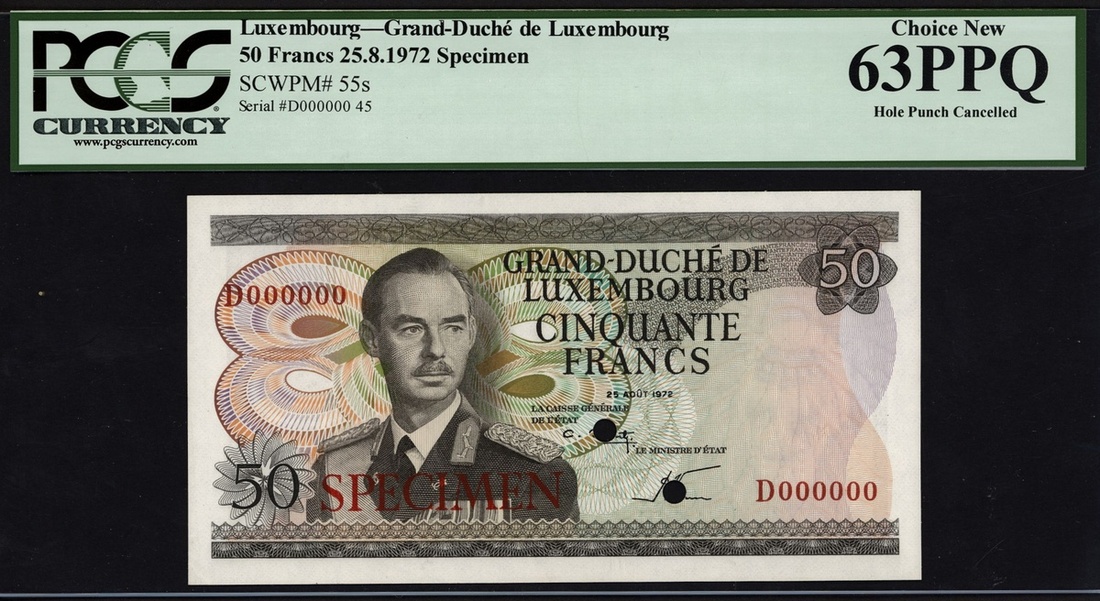 PCGS
CURRENCY
www.pcgscurrency.com
Luxembourg—Grand-Duché de Luxembourg
50 Francs 25.8.1972 Specimen
SCWPM# 55s
Serial #D000000 45
Choice New
63PPQ
Hole Punch Cancelled
GRAND-DUCHÉ DE
LUXEMBOURG
CINQUANTE
FRANCS
50
D000000
25 AOÛT 1972
LA CAISSE GÉNÉRALE
DE L'ÉTAT
LE MINISTRE D'ÉTAT
50
SPECIMEN
D000000